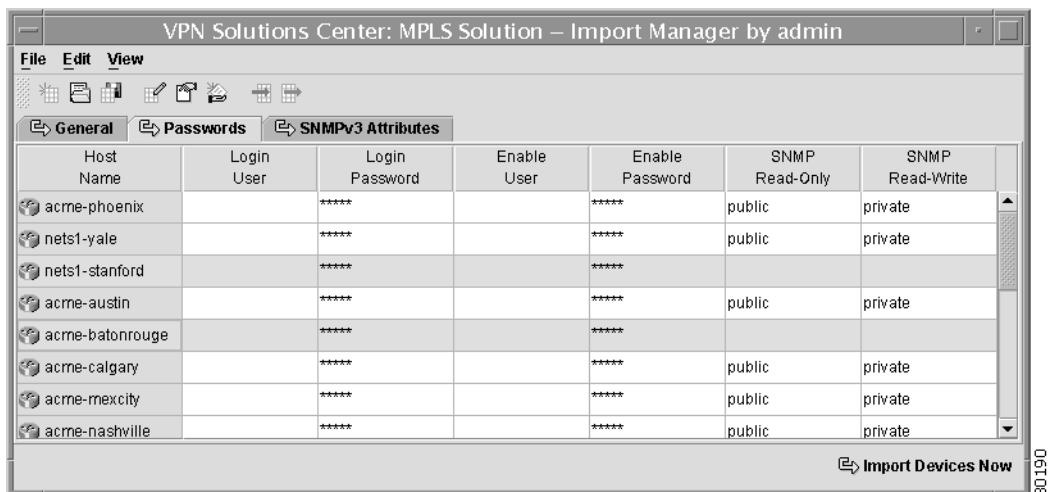 VPN Solutions Center: MPLS Solution – Import Manager by admin
File Edit View
General Passwords SNMPv3 Attributes
Host Name Login User Login Password Enable User Enable Password SNMP Read-Only SNMP Read-Write
acme-phoenix ***** ***** public private
nets1-yale ***** ***** public private
nets1-stanford ***** *****
acme-austin ***** ***** public private
acme-batonrouge ***** *****
acme-calgary ***** ***** public private
acme-mexcity ***** ***** public private
acme-nashville ***** ***** public private
Import Devices Now
30190